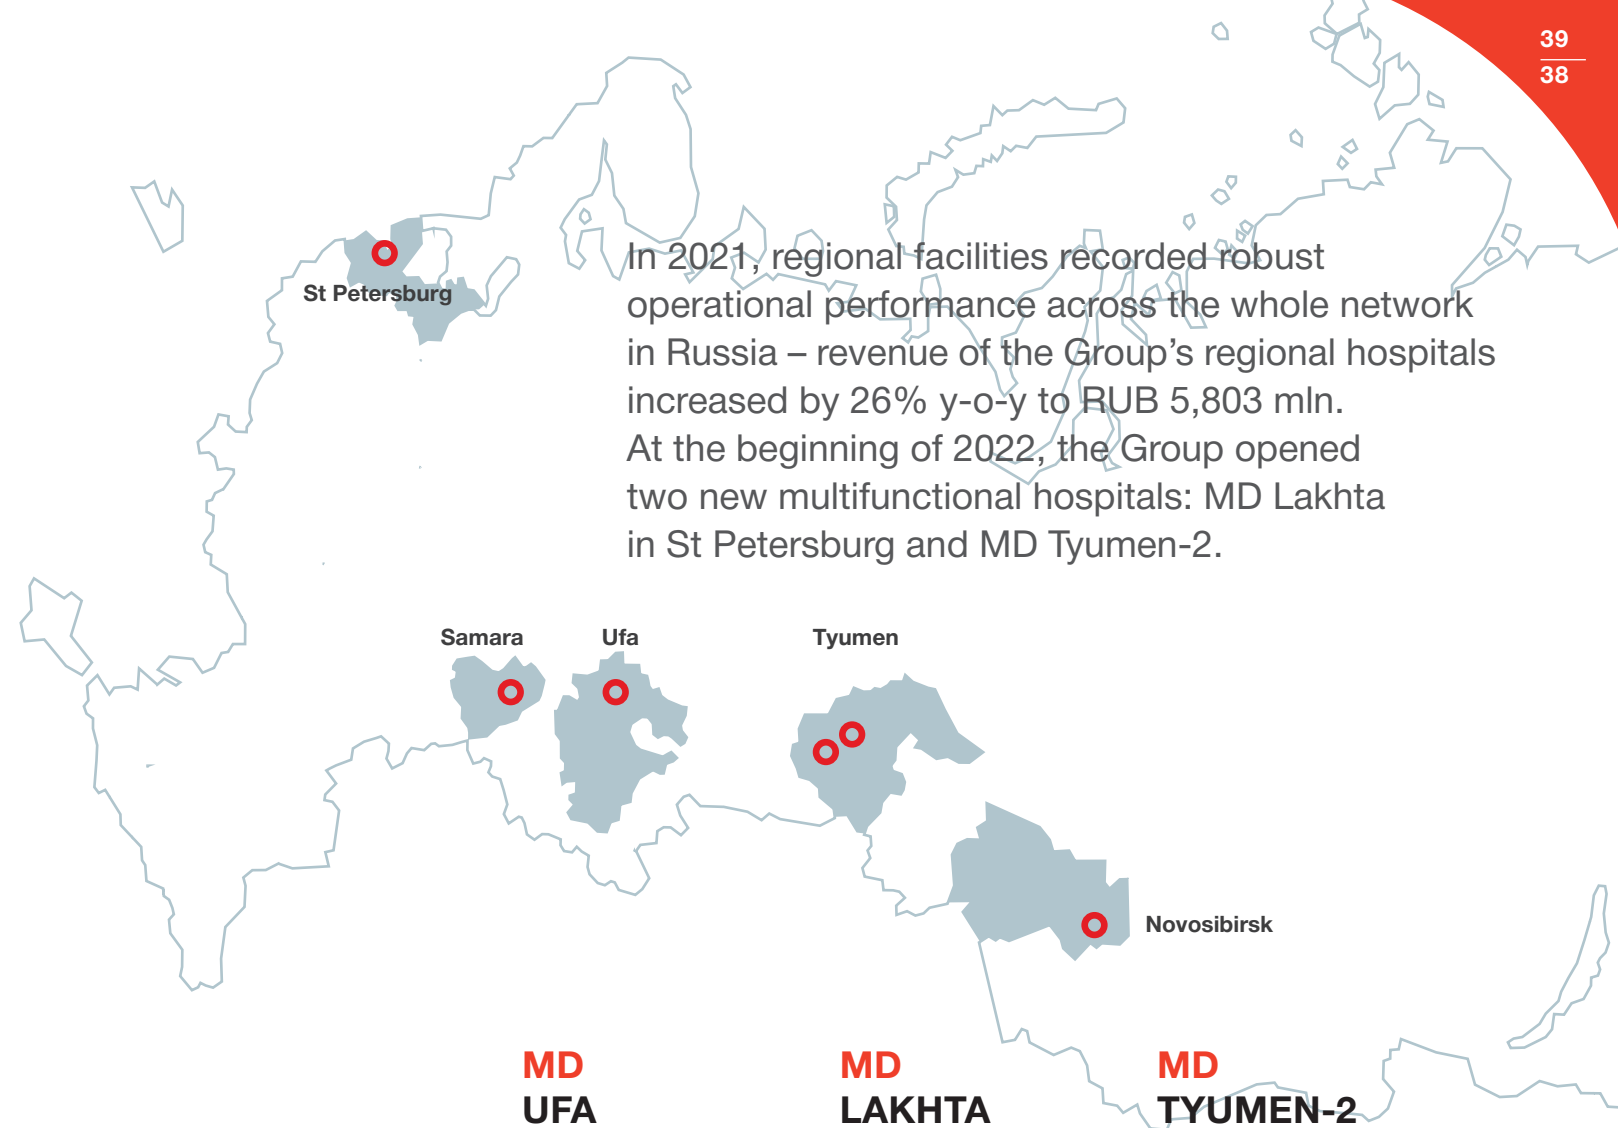 39
38
In 2021, regional facilities recorded robust
operational performance across the whole network
in Russia – revenue of the Group's regional hospitals
increased by 26% y-o-y to RUB 5,803 mln.
At the beginning of 2022, the Group opened
two new multifunctional hospitals: MD Lakhta
in St Petersburg and MD Tyumen-2.
St Petersburg
Samara
Ufa
Tyumen
Novosibirsk
MD
UFA
MD
LAKHTA
MD
TYUMEN-2